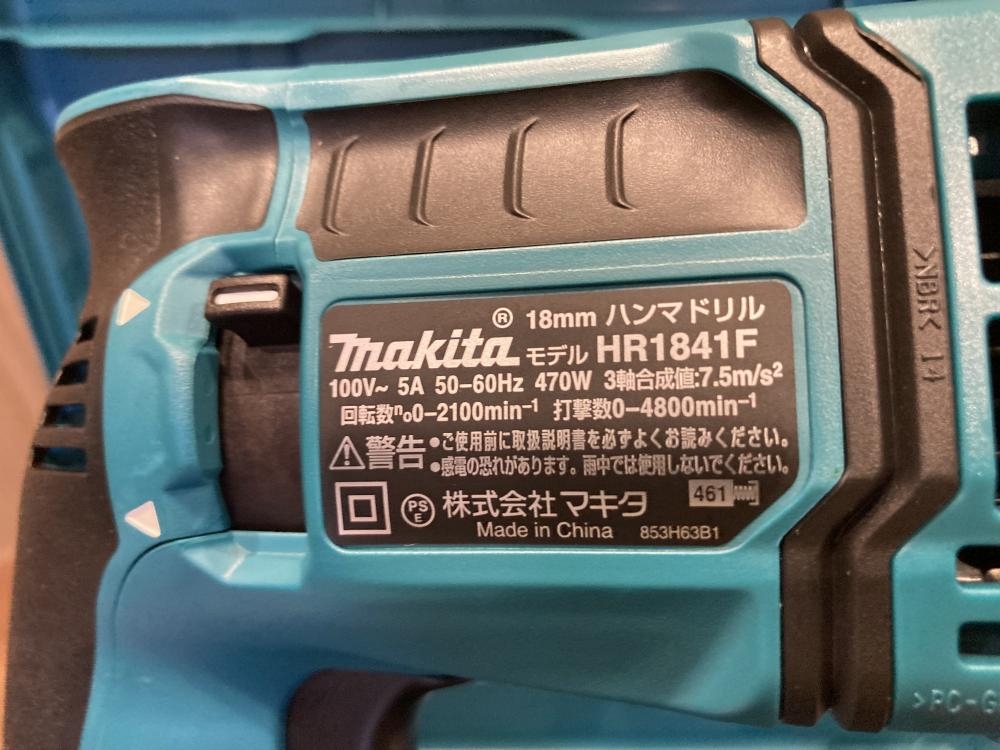 ® 18mm ハンマドリル
makita モデル HR1841F
100V~ 5A 50-60Hz 470W 3軸合成値:7.5m/s²
回転数n₀0-2100min⁻¹ 打撃数0-4800min⁻¹
警告 •ご使用前に取扱説明書を必ずよくお読みください。
•感電の恐れがあります。雨中では使用しないでください。
PS E 株式会社 マキタ 461
Made in China 853H63B1
>NBR< 14
>PC-G